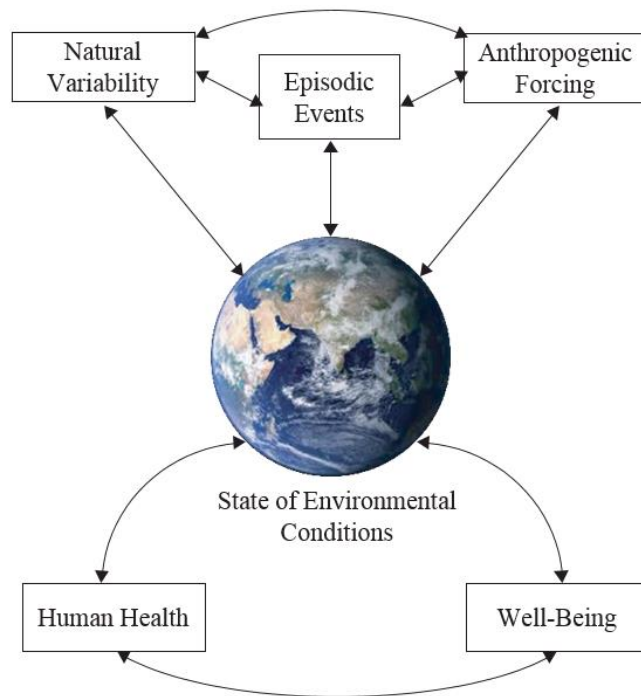 Natural
Variability
Episodic
Events
Anthropogenic
Forcing
State of Environmental
Conditions
Human Health
Well-Being